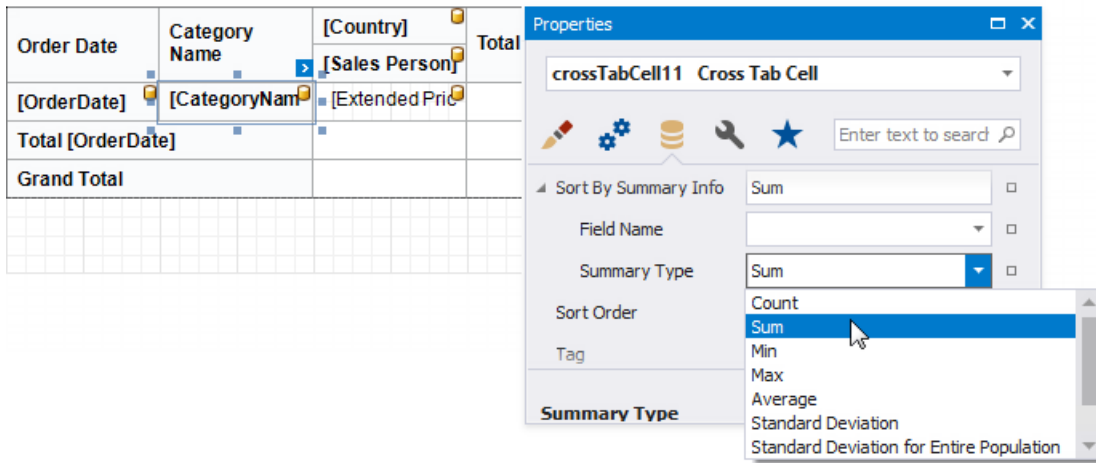 Order Date
Category
Name
[Country]
[Sales Person]
Total
[OrderDate]
[CategoryNam
[Extended Pric
Total [OrderDate]
Grand Total
Properties
crossTabCell11 Cross Tab Cell
Enter text to search
Sort By Summary Info Sum
Field Name
Summary Type Sum
Sort Order
Tag
Summary Type
Count
Sum
Min
Max
Average
Standard Deviation
Standard Deviation for Entire Population